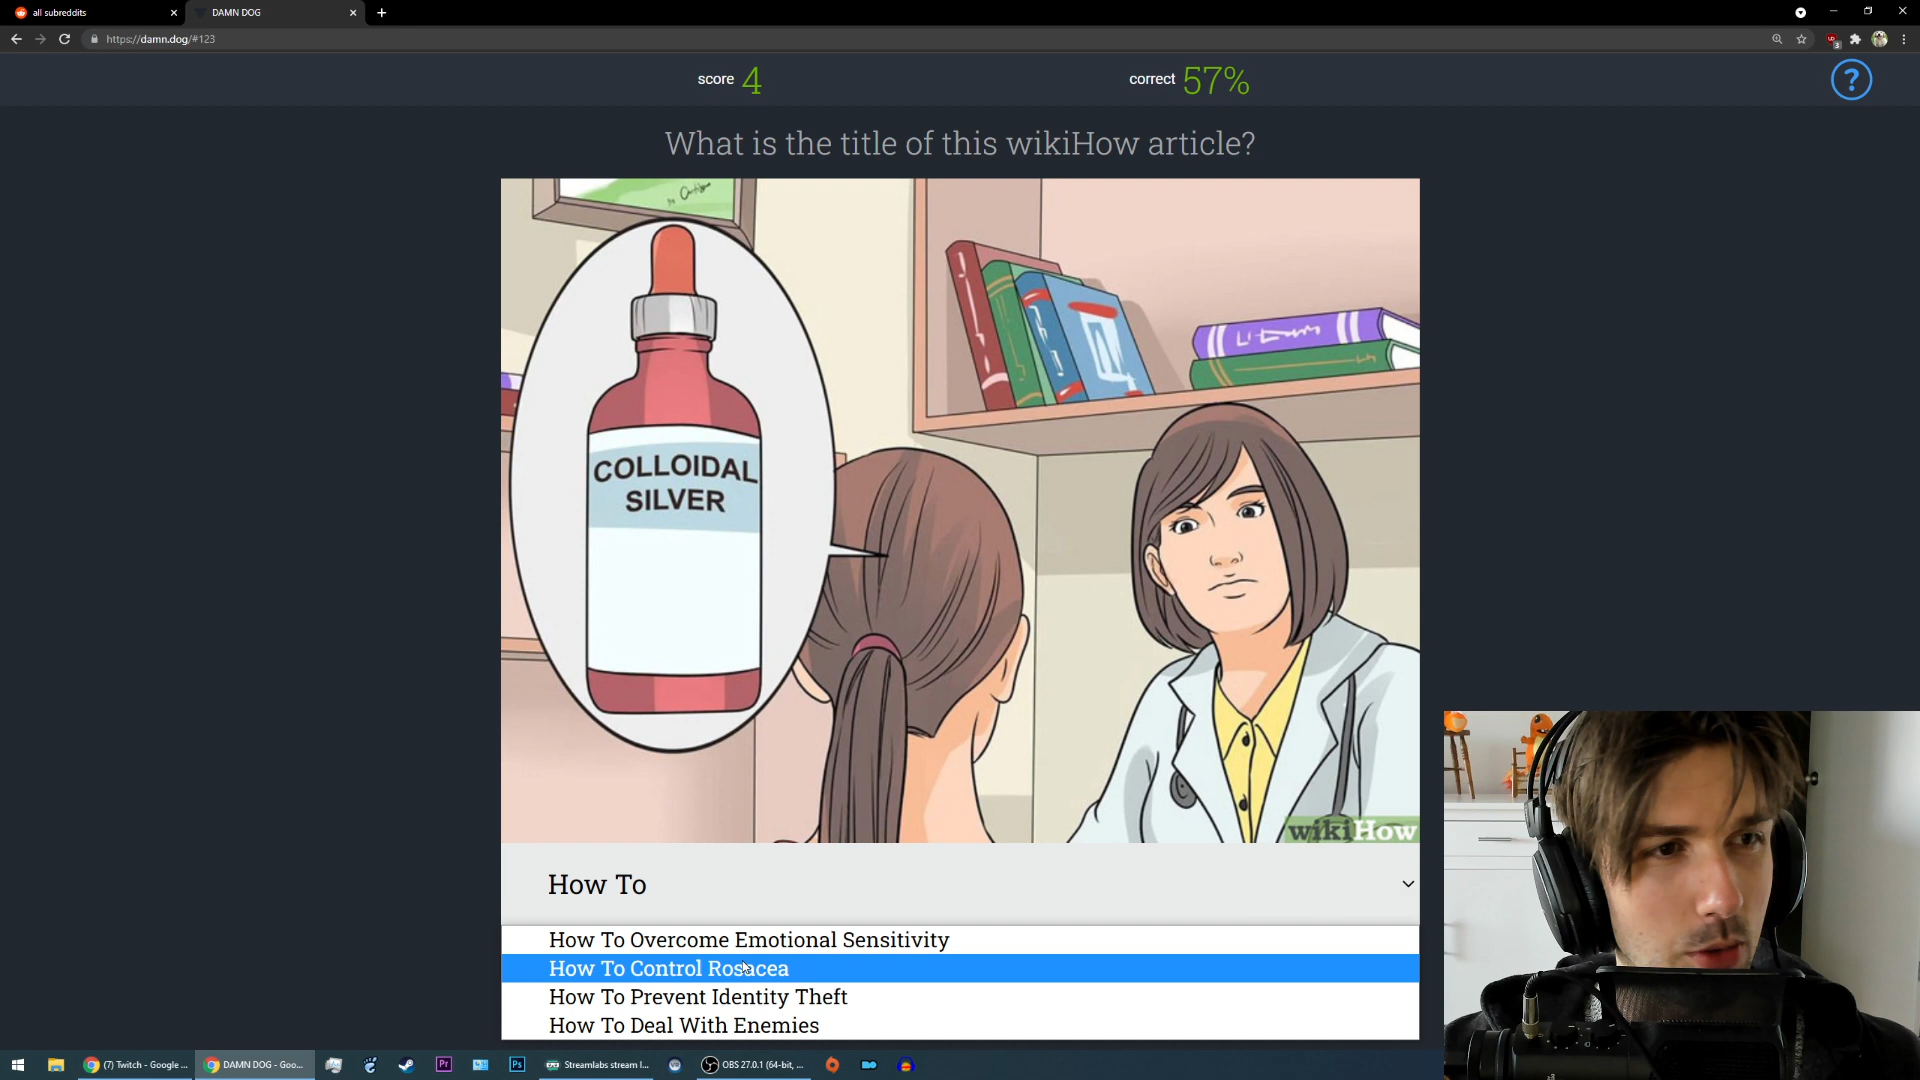 all subreddits
DAMN DOG
https://damn.dog/#123
score 4
correct 57%
?
What is the title of this wikiHow article?
COLLOIDAL
SILVER
wikiHow
How To
How To Overcome Emotional Sensitivity
How To Control Rosacea
How To Prevent Identity Theft
How To Deal With Enemies
(7) Twitch - Google ...
DAMN DOG - Goo...
Pr
Ps
Streamlabs stream l...
OBS 27.0.1 (64-bit, ...